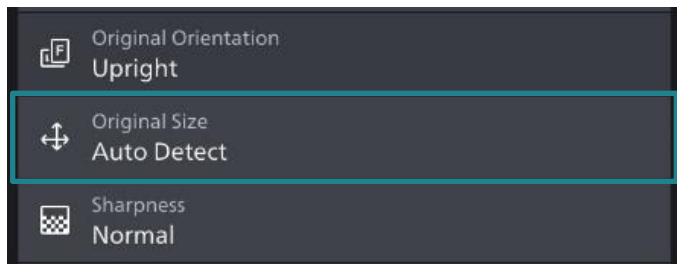 Original Orientation
Upright
Original Size
Auto Detect
Sharpness
Normal